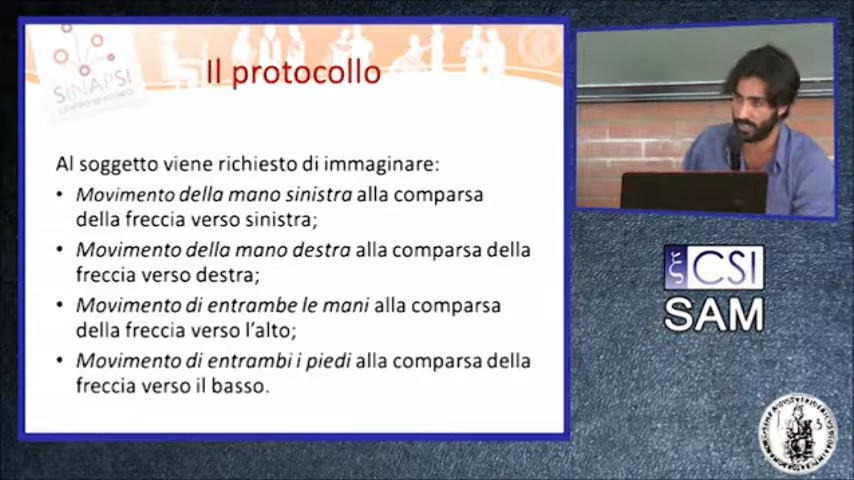 SINAPSI
Il protocollo
Al soggetto viene richiesto di immaginare:
• Movimento della mano sinistra alla comparsa
della freccia verso sinistra;
• Movimento della mano destra alla comparsa della
freccia verso destra;
• Movimento di entrambe le mani alla comparsa
della freccia verso l'alto;
• Movimento di entrambi i piedi alla comparsa della
freccia verso il basso.
ξCSI
SAM